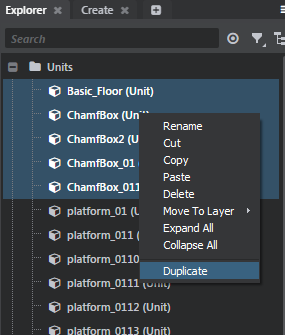 Explorer Create
Search
Units
Basic_Floor (Unit)
ChamfBox (Unit)
ChamfBox2 (U
ChamfBox_01 (
ChamfBox_011
platform_01 (U
platform_011 (
platform_0110
platform_0111 (Unit)
platform_0112 (Unit)
platform_0113 (Unit)
Rename
Cut
Copy
Paste
Delete
Move To Layer
Expand All
Collapse All
Duplicate